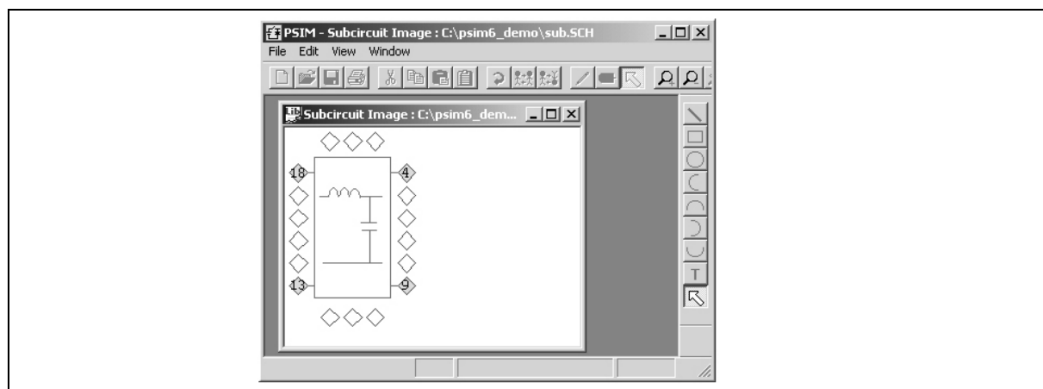 PSIM - Subcircuit Image : C:\psim6_demo\sub.SCH
File Edit View Window
Subcircuit Image : C:\psim6_dem...
18 4
13 9
T